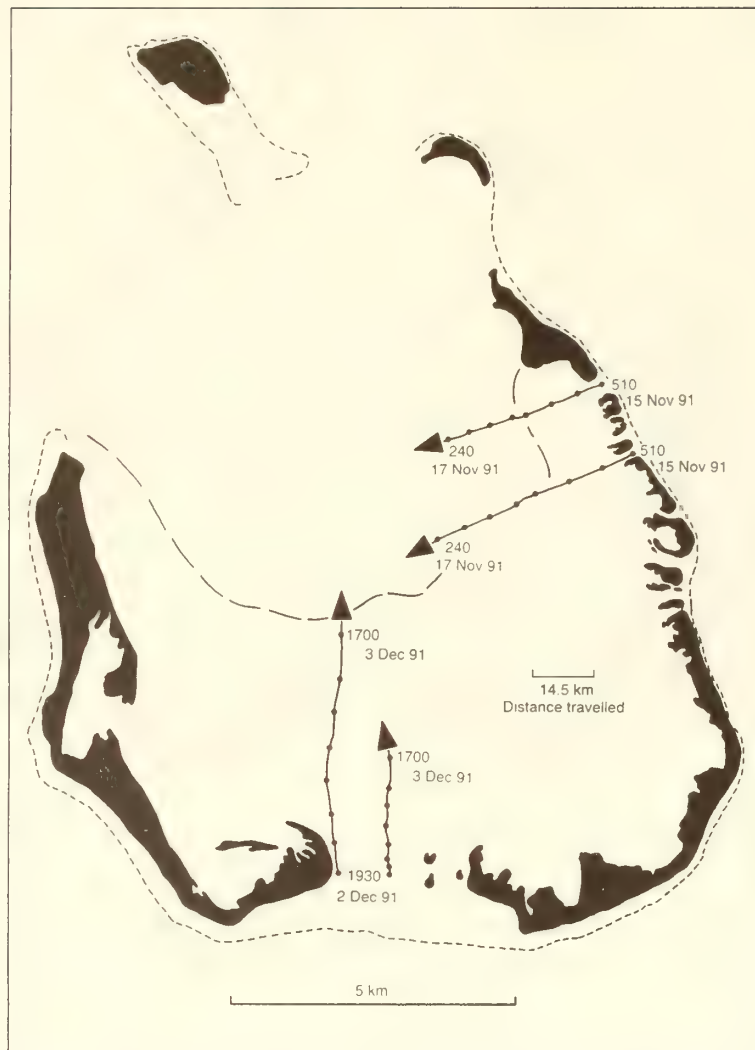 510
15 Nov 91
240
17 Nov 91
510
15 Nov 91
240
17 Nov 91
1700
3 Dec 91
14.5 km
Distance travelled
1700
3 Dec 91
1930
2 Dec 91
5 km